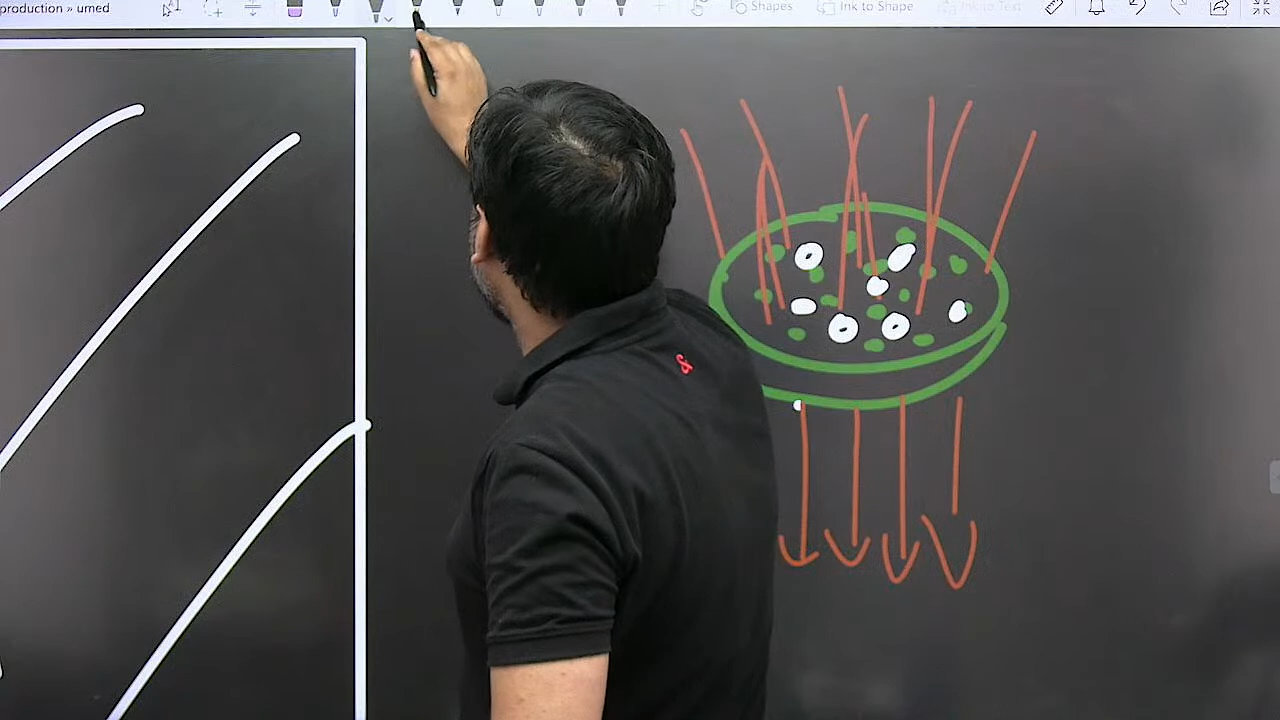 production » umed
Shapes
Ink to Shape
Ink to Text